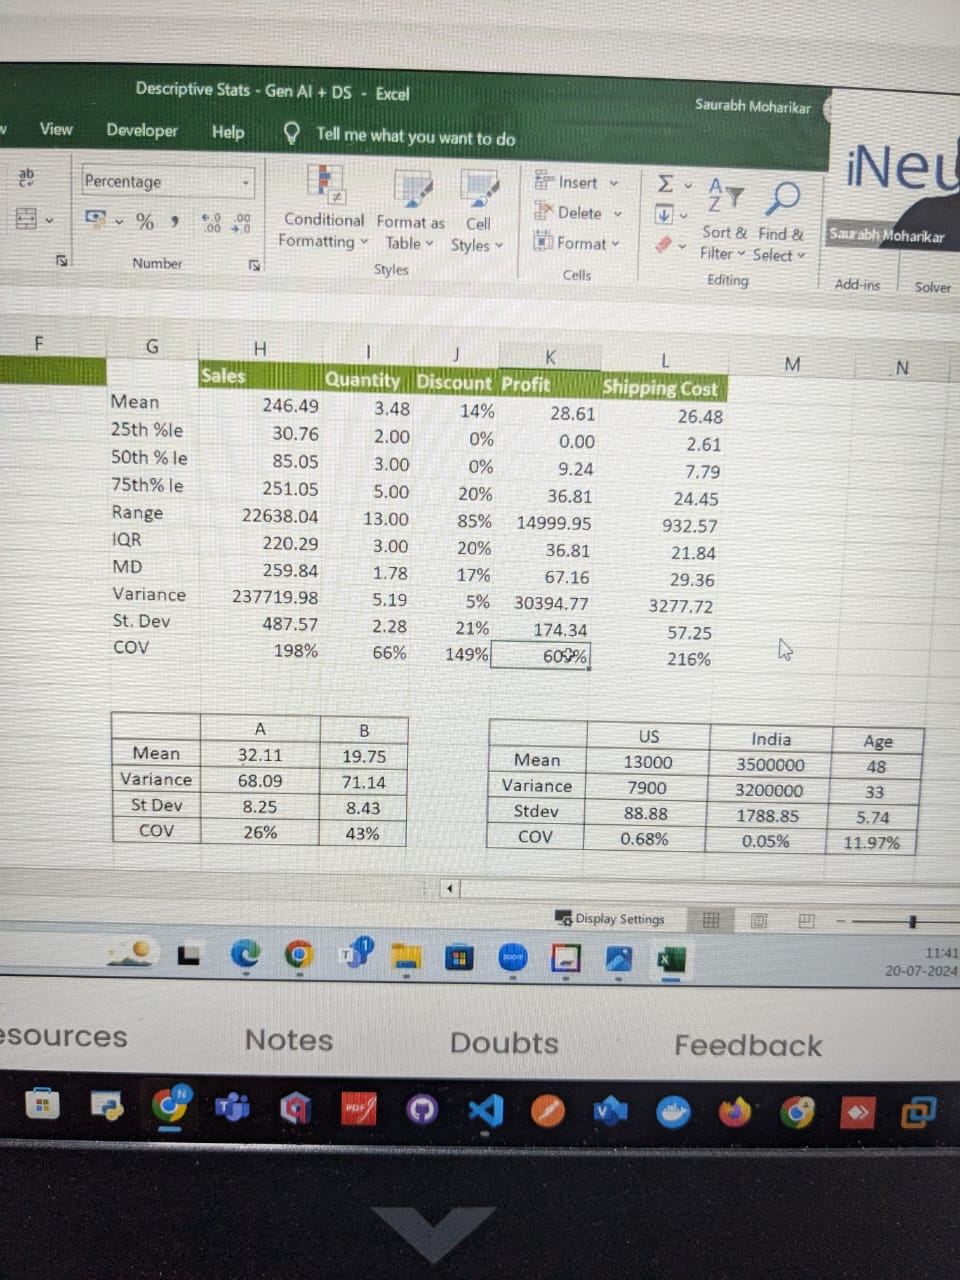 Descriptive Stats - Gen AI + DS - Excel
Saurabh Moharikar
View Developer Help Tell me what you want to do
iNeu
Saurabh Moharikar
ab
Percentage
% ,
Number
Conditional Formatting
Format as Table
Cell Styles
Styles
Insert
Delete
Format
Cells
Σ
A
Z
Sort & Filter
Find & Select
Editing
Add-ins
Solver
F G H I J K L M N
Sales Quantity Discount Profit Shipping Cost
Mean 246.49 3.48 14% 28.61 26.48
25th %le 30.76 2.00 0% 0.00 2.61
50th % le 85.05 3.00 0% 9.24 7.79
75th% le 251.05 5.00 20% 36.81 24.45
Range 22638.04 13.00 85% 14999.95 932.57
IQR 220.29 3.00 20% 36.81 21.84
MD 259.84 1.78 17% 67.16 29.36
Variance 237719.98 5.19 5% 30394.77 3277.72
St. Dev 487.57 2.28 21% 174.34 57.25
COV 198% 66% 149% 216%
A B
Mean 32.11 19.75
Variance 68.09 71.14
St Dev 8.25 8.43
COV 26% 43%
US India Age
Mean 13000 3500000 48
Variance 7900 3200000 33
Stdev 88.88 1788.85 5.74
COV 0.68% 0.05% 11.97%
Display Settings
11:41
20-07-2024
esources Notes Doubts Feedback